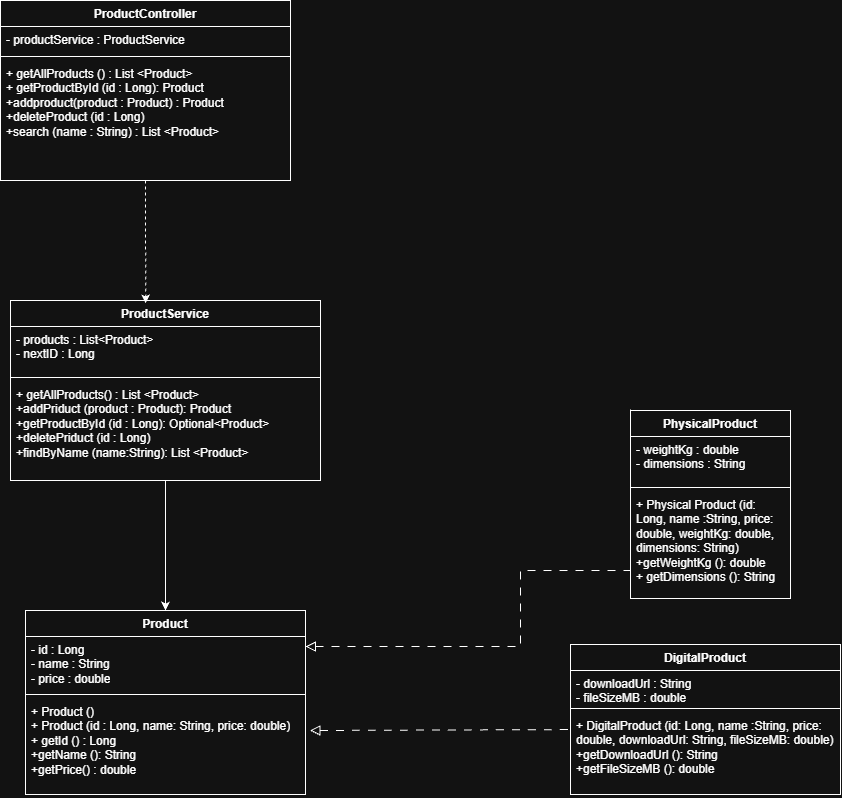 ProductController
- productService : ProductService
+ getAllProducts () : List <Product>
+ getProductById (id : Long): Product
+addproduct(product : Product) : Product
+deleteProduct (id : Long)
+search (name : String) : List <Product>
ProductService
- products : List<Product>
- nextID : Long
+ getAllProducts() : List <Product>
+addPriduct (product : Product): Product
+getProductById (id : Long): Optional<Product>
+deletePriduct (id : Long)
+findByName (name:String): List <Product>
PhysicalProduct
- weightKg : double
- dimensions : String
+ Physical Product (id:
Long, name :String, price:
double, weightKg: double,
dimensions: String)
+getWeightKg (): double
+ getDimensions (): String
Product
- id : Long
- name : String
- price : double
+ Product ()
+ Product (id : Long, name: String, price: double)
+ getId () : Long
+getName (): String
+getPrice() : double
DigitalProduct
- downloadUrl : String
- fileSizeMB : double
+ DigitalProduct (id: Long, name :String, price:
double, downloadUrl: String, fileSizeMB: double)
+getDownloadUrl (): String
+getFileSizeMB (): double